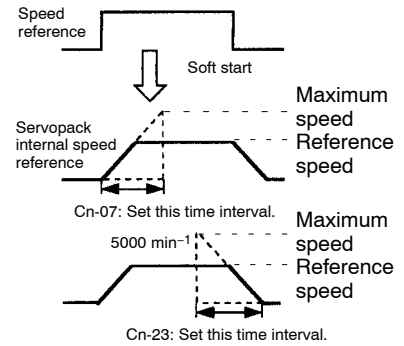 Speed
reference
Soft start
Maximum
speed
Servopack
internal speed
reference
Reference
speed
Cn-07: Set this time interval.
Maximum
speed
5000 min⁻¹
Reference
speed
Cn-23: Set this time interval.